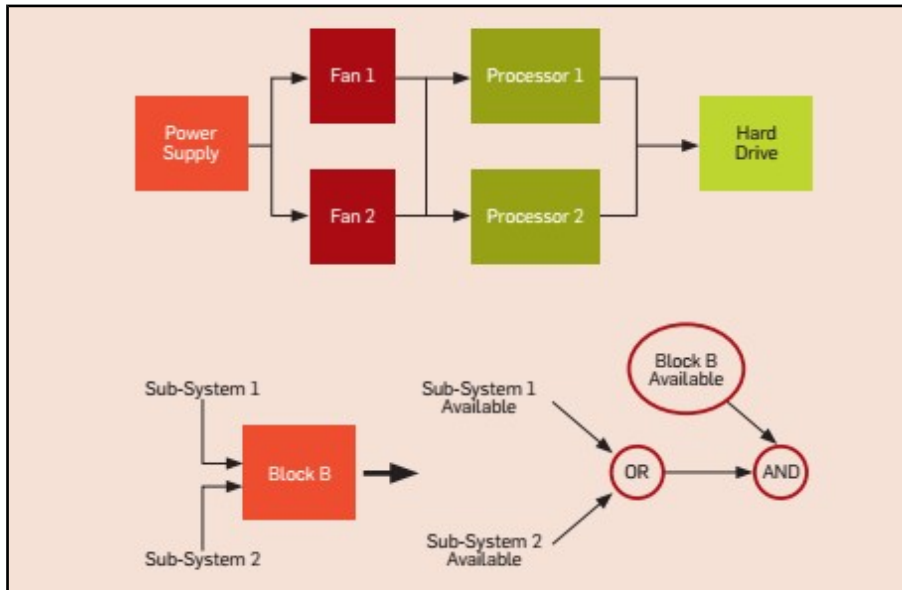 Fan 1
Processor 1
Power
Supply
Hard
Drive
Fan 2
Processor 2
Block B
Available
Sub-System 1
Sub-System 1
Available
Block B
OR
AND
Sub-System 2
Available
Sub-System 2